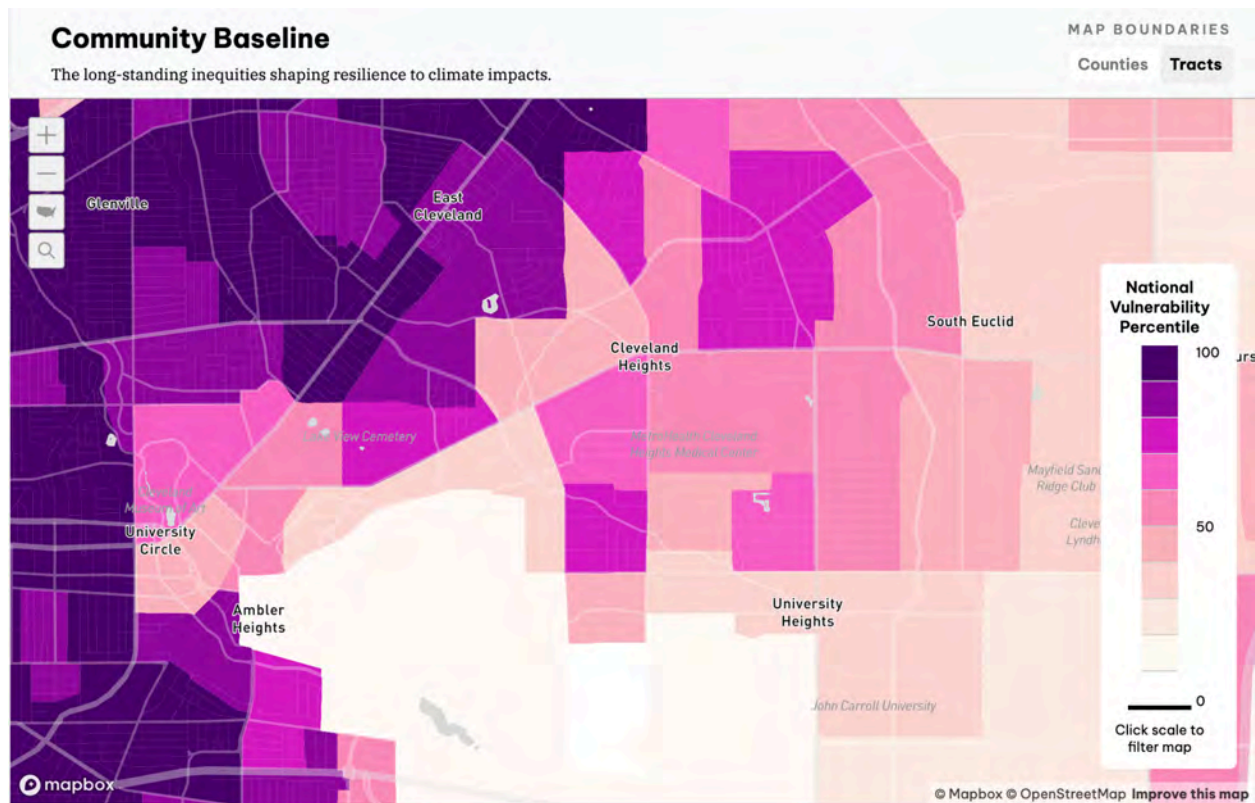 Community Baseline
The long-standing inequities shaping resilience to climate impacts.
MAP BOUNDARIES
Counties Tracts
Glenville
East
Cleveland
National
Vulnerability
Percentile
100
South Euclid
Cleveland
Heights
View Cemetery
Mayfield
Ridge Club
University
Circle
50
Ambler
Heights
University
Heights
John Carroll University
0
Click scale to
filter map
mapbox
© Mapbox © OpenStreetMap Improve this map